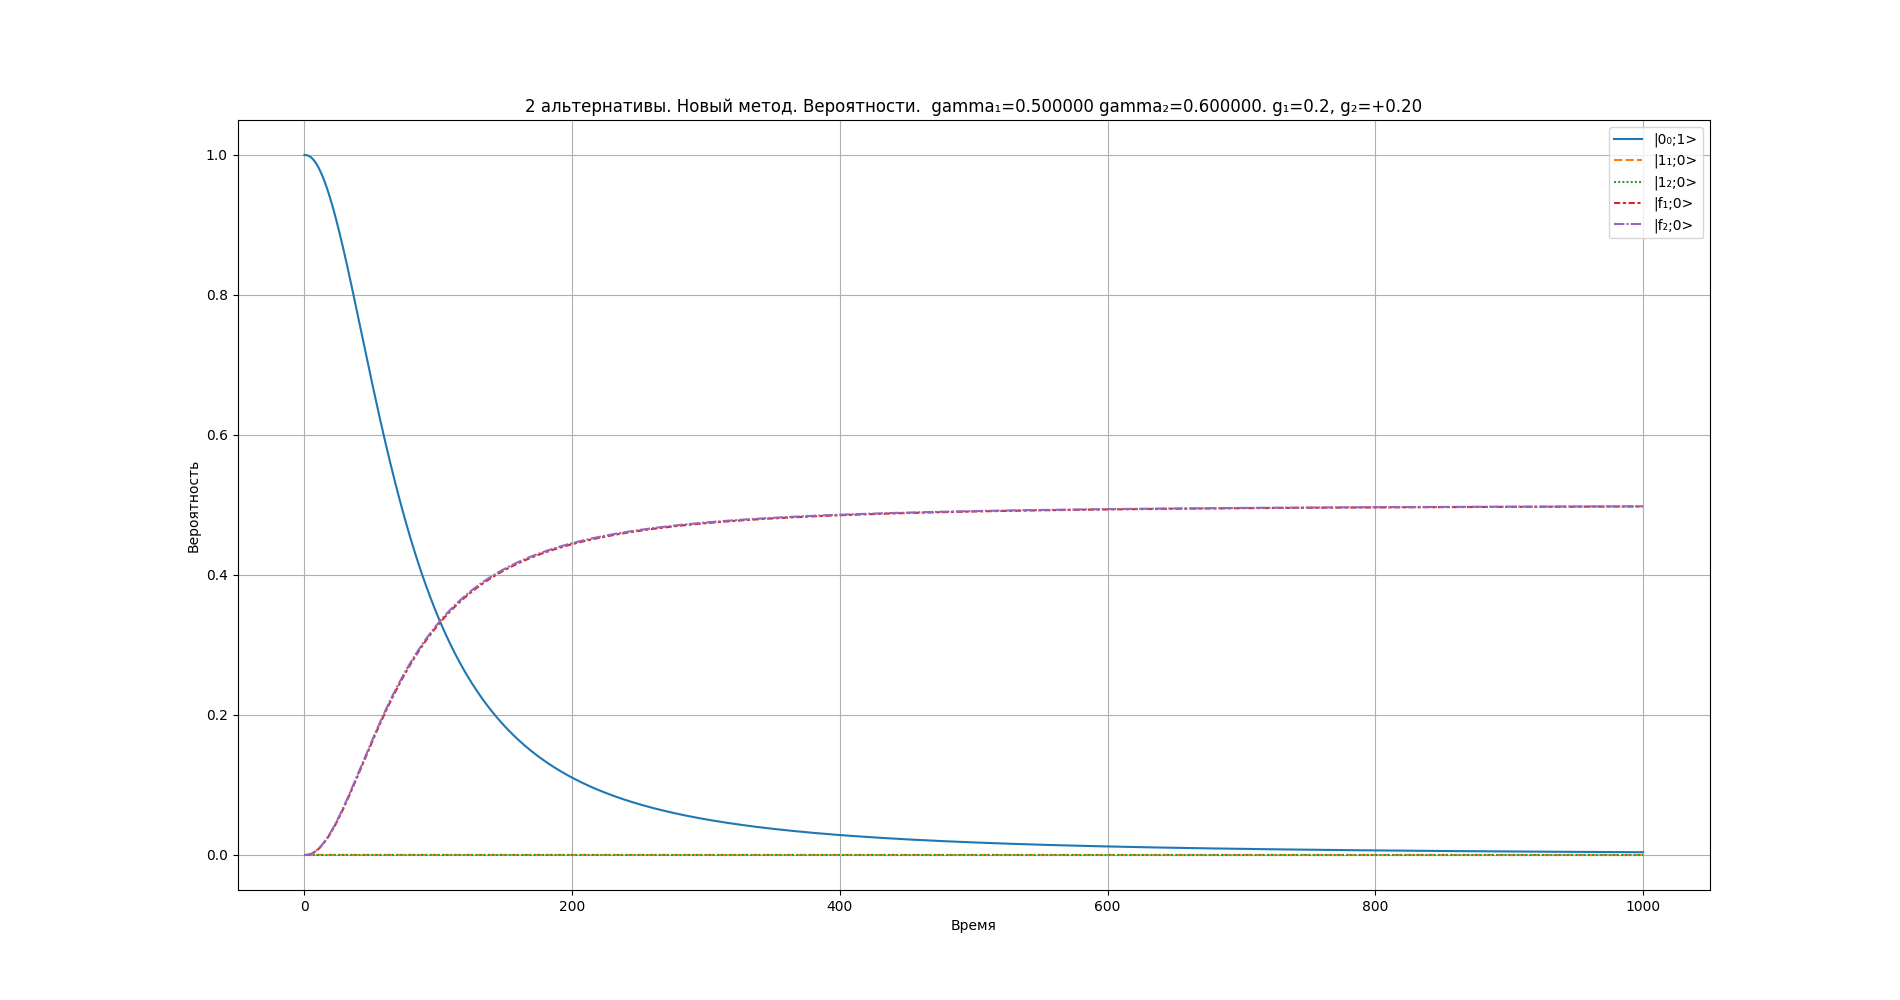 2 альтернативы. Новый метод. Вероятности.  gamma₁=0.500000 gamma₂=0.600000. g₁=0.2, g₂=+0.20
|0₀;1>
|1₁;0>
|1₂;0>
|f₁;0>
|f₂;0>
Вероятность
1.0
0.8
0.6
0.4
0.2
0.0
0 200 400 600 800 1000
Время